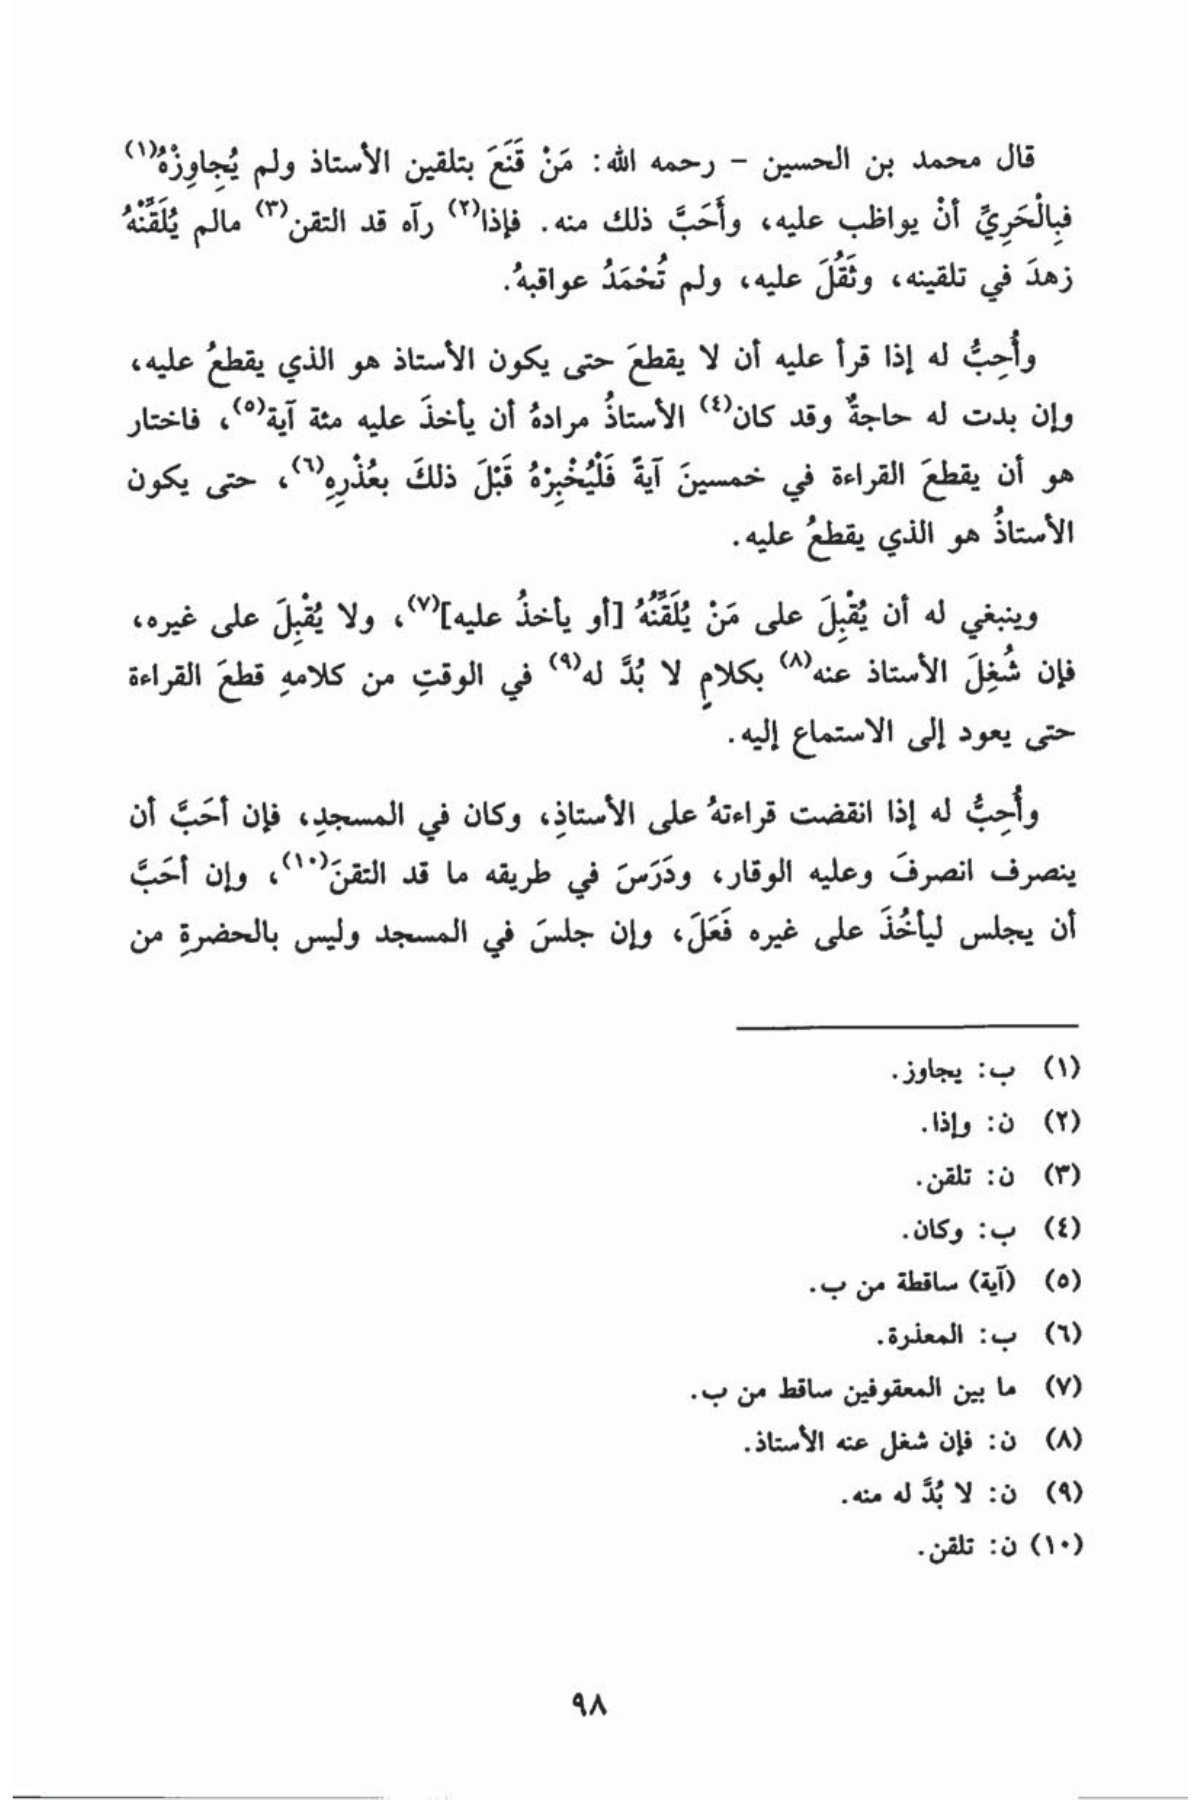 قال محمد بن الحسين – رحمه الله: مَنْ قَنَعَ بتلقين الأستاذ ولم يُجاوِزْهُ(١)
فبِالْحَرِيِّ أنْ يواظب عليه، وأَحَبَّ ذلك منه. فإذا(٢) رآه قد التقن(٣) مالم يُلَقِّنْهُ
زهدَ في تلقينه، وثَقُلَ عليه، ولم تُحْمَدُ عواقبهُ.
وأُحِبُّ له إذا قرأ عليه أن لا يقطعَ حتى يكون الأستاذ هو الذي يقطعُ عليه،
وإن بدت له حاجةٌ وقد كان(٤) الأستاذُ مرادهُ أن يأخذَ عليه مئة آية(٥)، فاختار
هو أن يقطعَ القراءة في خمسينَ آيةً فَلْيُخْبِرْهُ قَبْلَ ذلكَ بعُذْرِهِ(٦)، حتى يكون
الأستاذُ هو الذي يقطعُ عليه.
وينبغي له أن يُقْبِلَ على مَنْ يُلَقِّنُهُ [أو يأخذُ عليه](٧)، ولا يُقْبِلَ على غيره،
فإن شُغِلَ الأستاذ عنه(٨) بكلامٍ لا بُدَّ له(٩) في الوقتِ من كلامهِ قطعَ القراءة
حتى يعود إلى الاستماع إليه.
وأُحِبُّ له إذا انقضت قراءتهُ على الأستاذِ، وكان في المسجدِ، فإن أحَبَّ أن
ينصرف انصرفَ وعليه الوقار، ودَرَسَ في طريقه ما قد التقنَ(١٠)، وإن أحَبَّ
أن يجلس ليأخُذَ على غيره فَعَلَ، وإن جلسَ في المسجد وليس بالحضرةِ من
(١) ب: يجاوز.
(٢) ن: وإذا.
(٣) ن: تلقن.
(٤) ب: وكان.
(٥) (آية) ساقطة من ب.
(٦) ب: المعذرة.
(٧) ما بين المعقوفين ساقط من ب.
(٨) ن: فإن شغل عنه الأستاذ.
(٩) ن: لا بُدَّ له منه.
(١٠) ن: تلقن.
٩٨